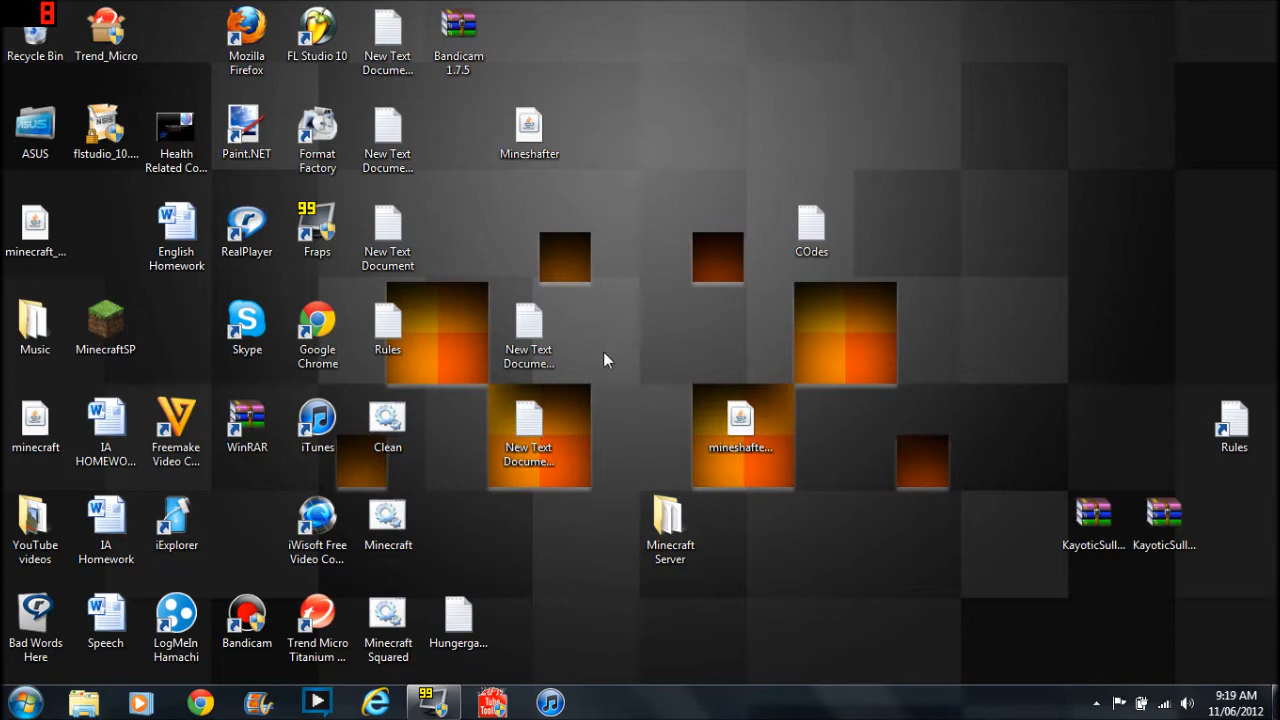 8
Recycle Bin
Trend_Micro
Mozilla
Firefox
FL Studio 10
New Text
Docume...
Bandicam
1.7.5
ASUS
flstudio_10....
Health
Related Co...
Paint.NET
Format
Factory
New Text
Docume...
Mineshafter
minecraft_...
English
Homework
RealPlayer
99
Fraps
New Text
Document
COdes
Music
MinecraftSP
Skype
Google
Chrome
Rules
New Text
Docume...
minecraft
IA
HOMEWO...
Freemake
Video C...
WinRAR
iTunes
Clean
New Text
Docume...
mineshafte...
Rules
YouTube
videos
IA
Homework
iExplorer
iWisoft Free
Video Co...
Minecraft
Minecraft
Server
KayoticSull...
KayoticSull...
Bad Words
Here
Speech
LogMeIn
Hamachi
Bandicam
Trend Micro
Titanium ...
Minecraft
Squared
Hungerga...
99
Tube
Tool
9:19 AM
11/06/2012